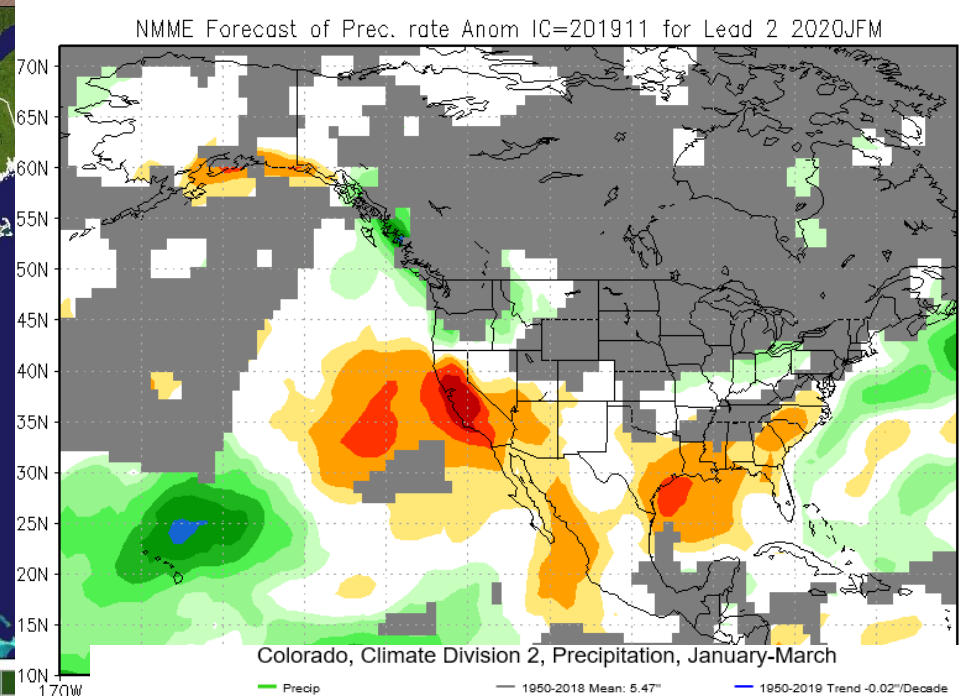 NMME Forecast of Prec. rate Anom IC=201911 for Lead 2 2020JFM
70N
65N
60N
55N
50N
45N
40N
35N
30N
25N
20N
15N
10N
170W
Colorado, Climate Division 2, Precipitation, January-March
Precip 1950-2018 Mean: 5.47" 1950-2019 Trend -0.02"/Decade